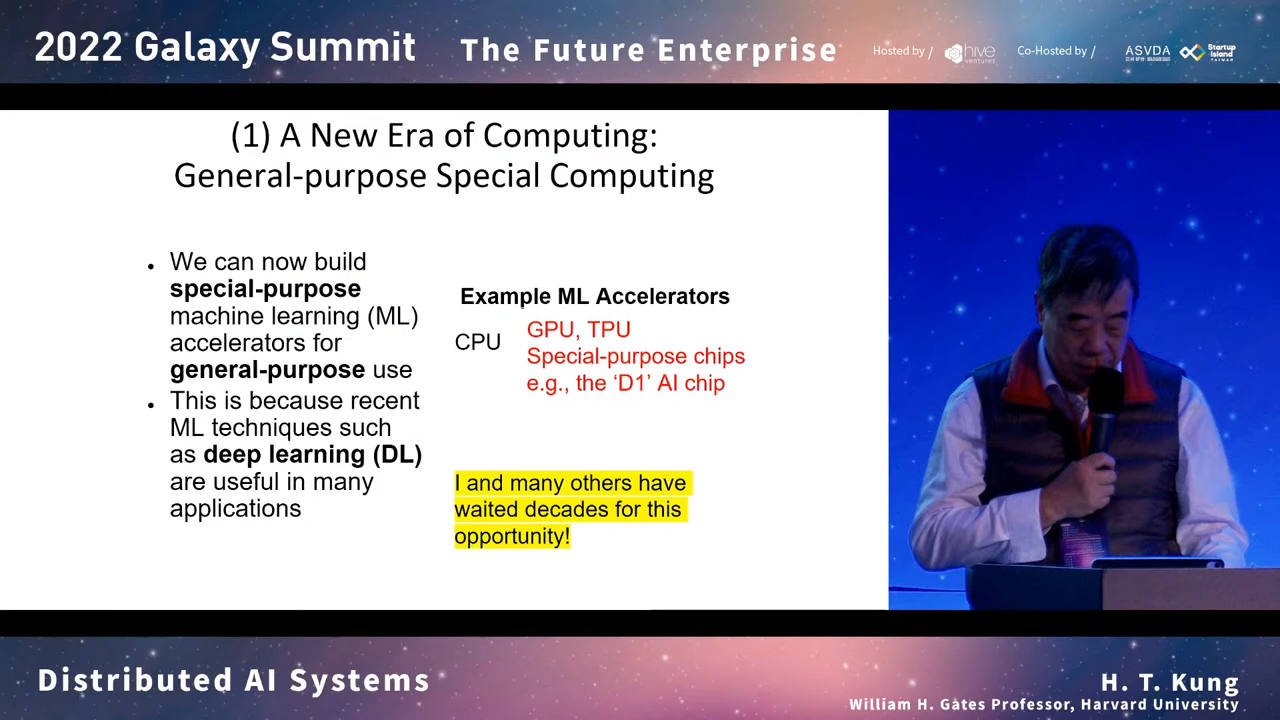 2022 Galaxy Summit
The Future Enterprise
Hosted by /
hive
ventures
Co-Hosted by /
ASVDA
Startup
Island
TAIWAN
(1) A New Era of Computing:
General-purpose Special Computing
• We can now build
special-purpose
machine learning (ML)
accelerators for
general-purpose use
• This is because recent
ML techniques such
as deep learning (DL)
are useful in many
applications
Example ML Accelerators
CPU
GPU, TPU
Special-purpose chips
e.g., the ‘D1’ AI chip
I and many others have
waited decades for this
opportunity!
Distributed AI Systems
H. T. Kung
William H. Gates Professor, Harvard University